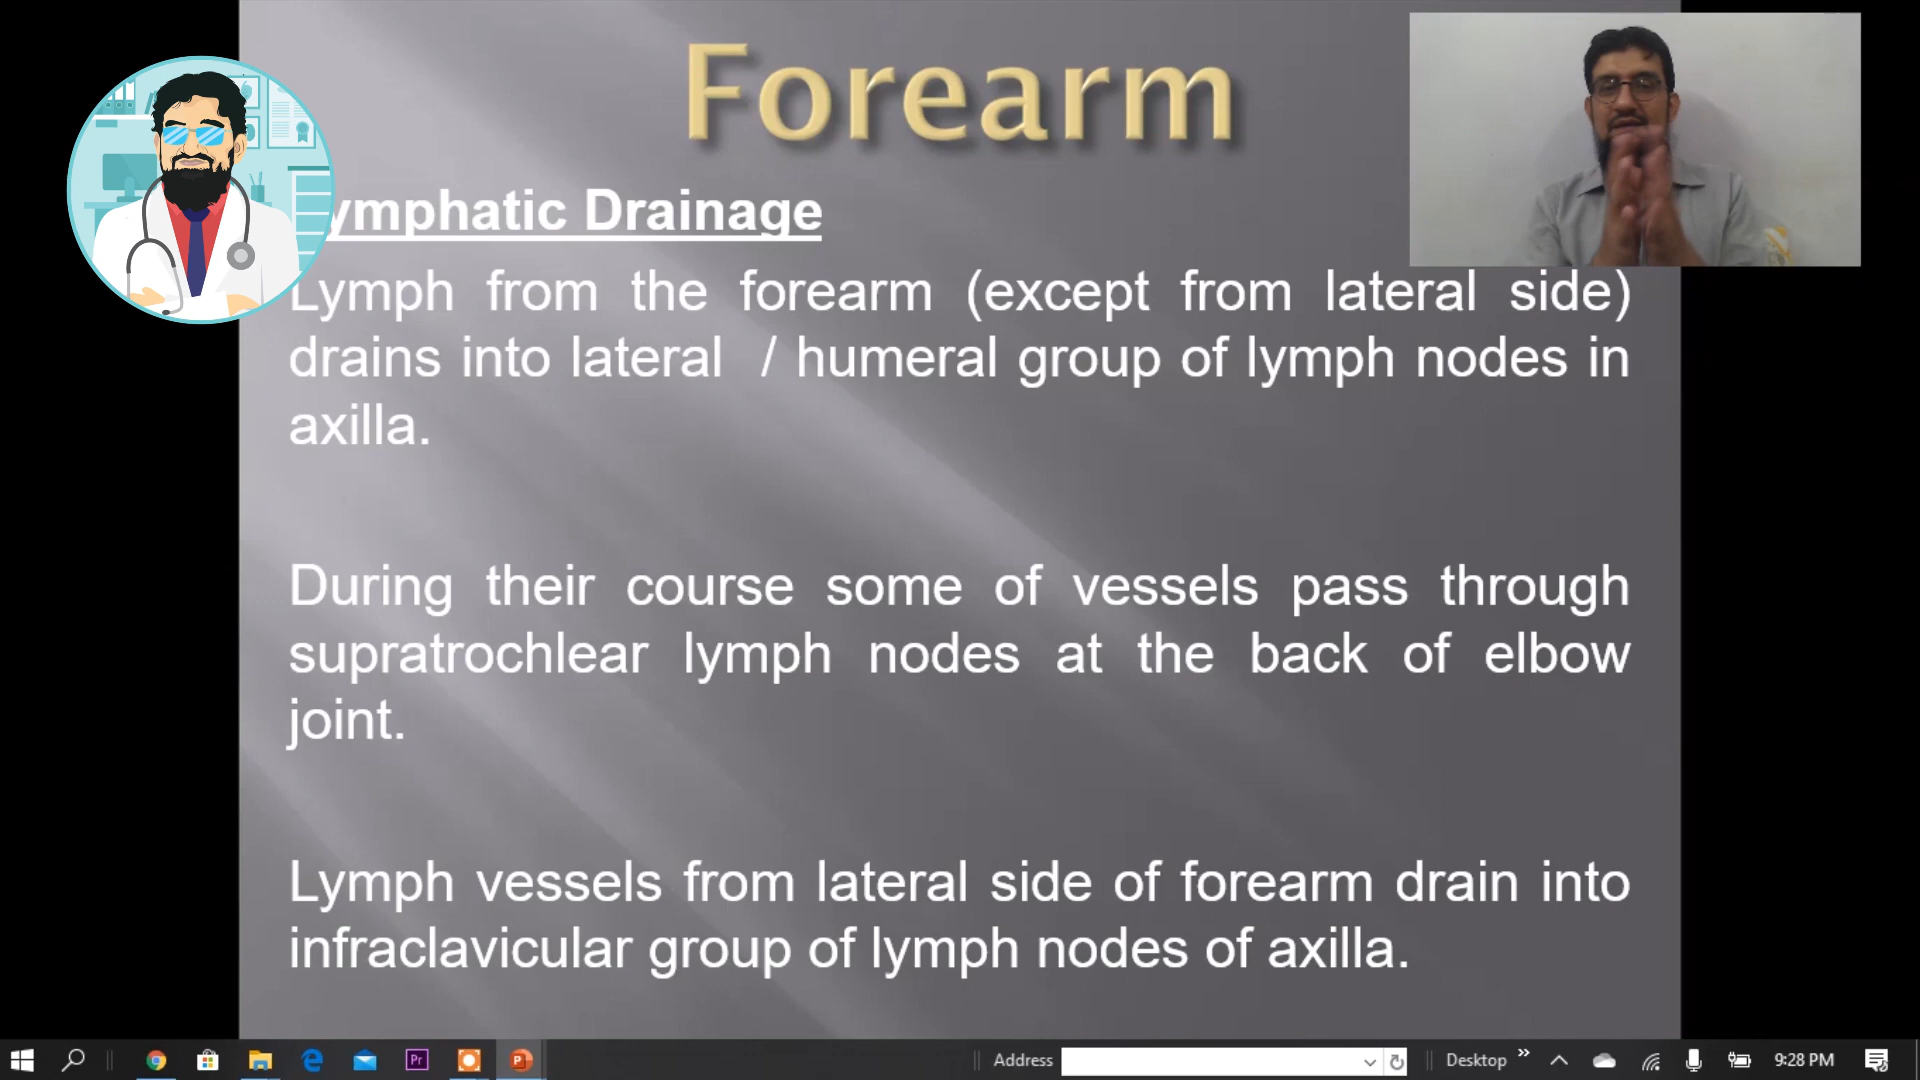 Forearm
ymphatic Drainage
Lymph from the forearm (except from lateral side)
drains into lateral / humeral group of lymph nodes in
axilla.
During their course some of vessels pass through
supratrochlear lymph nodes at the back of elbow
joint.
Lymph vessels from lateral side of forearm drain into
infraclavicular group of lymph nodes of axilla.
Pr
P
Address
Desktop
9:28 PM